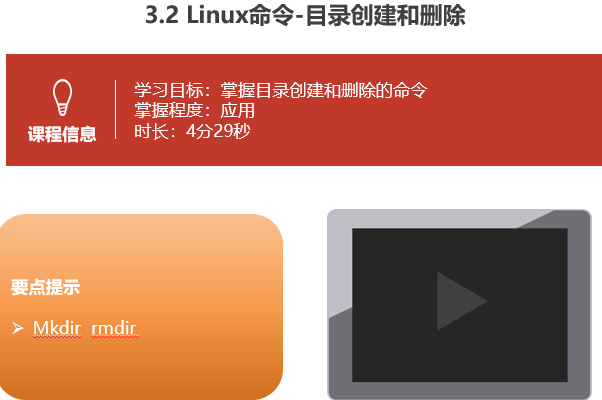 3.2 Linux命令-目录创建和删除
课程信息
学习目标：掌握目录创建和删除的命令
掌握程度：应用
时长：4分29秒
要点提示
➢ Mkdir rmdir